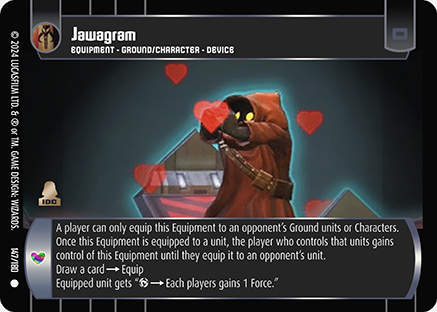 Jawagram
EQUIPMENT - GROUND/CHARACTER - DEVICE
© 2024 LUCASFILM LTD. & ® or TM. GAME DESIGN: WIZARDS.
147/180
IDC
A player can only equip this Equipment to an opponent's Ground units or Characters.
Once this Equipment is equipped to a unit, the player who controls that units gains
control of this Equipment until they equip it to an opponent's unit.
Draw a card → Equip
Equipped unit gets “ → Each players gains 1 Force.”